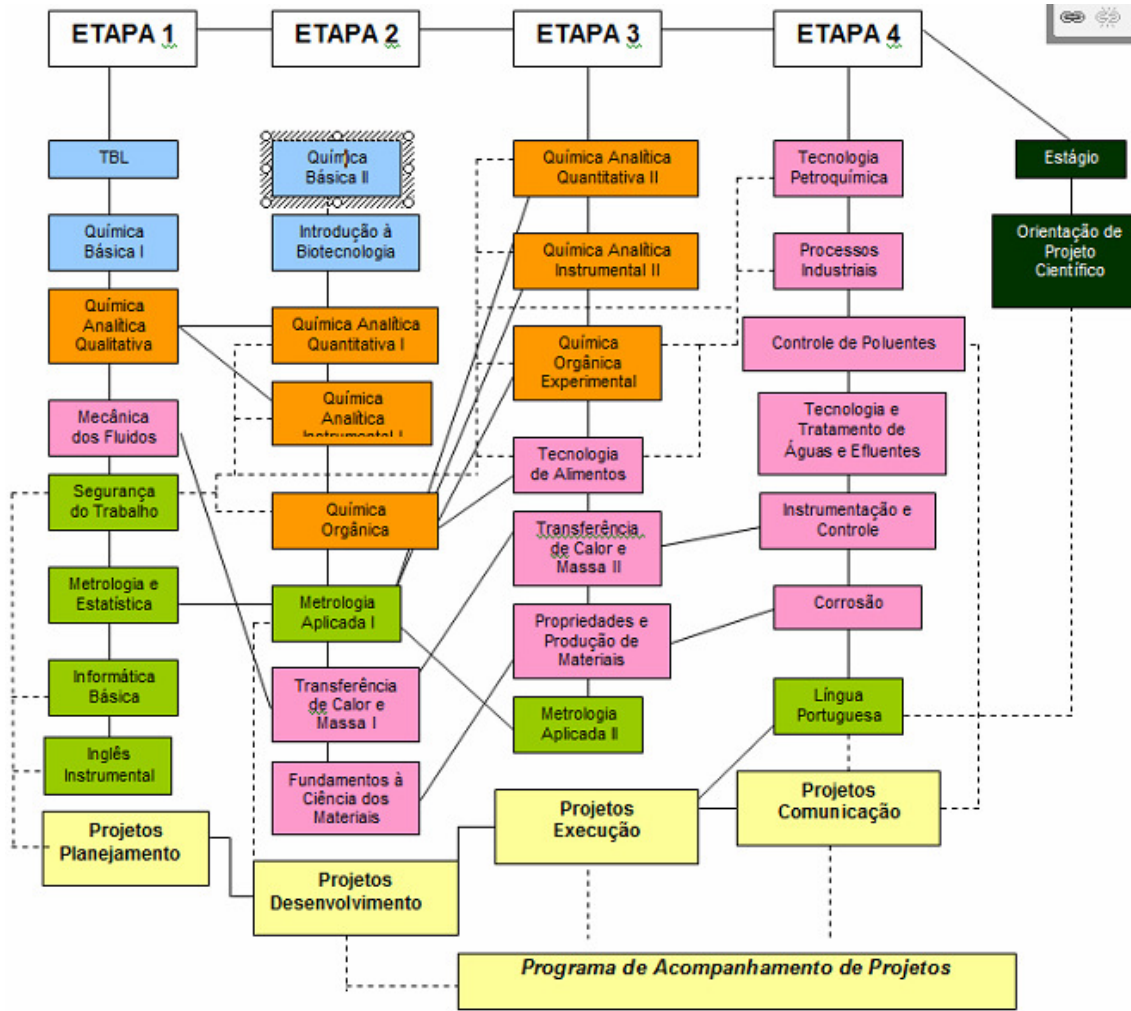 ETAPA 1
ETAPA 2
ETAPA 3
ETAPA 4
TBL
Química
Básica I
Química
Analítica
Qualitativa
Mecânica
dos Fluidos
Segurança
do Trabalho
Metrologia e
Estatística
Informática
Básica
Inglês
Instrumental
Projetos
Planejamento
Química
Básica II
Introdução à
Biotecnologia
Química Analítica
Quantitativa I
Química
Analítica
Instrumental I
Química
Orgânica
Metrologia
Aplicada I
Transferência
de Calor e
Massa I
Fundamentos à
Ciência dos
Materiais
Projetos
Desenvolvimento
Química Analítica
Quantitativa II
Química Analítica
Instrumental II
Química
Orgânica
Experimental
Tecnologia
de Alimentos
Transferência
de Calor e
Massa II
Propriedades e
Produção de
Materiais
Metrologia
Aplicada II
Projetos
Execução
Tecnologia
Petroquímica
Processos
Industriais
Controle de Poluentes
Tecnologia e
Tratamento de
Águas e Efluentes
Instrumentação e
Controle
Corrosão
Língua
Portuguesa
Projetos
Comunicação
Estágio
Orientação de
Projeto
Científico
Programa de Acompanhamento de Projetos